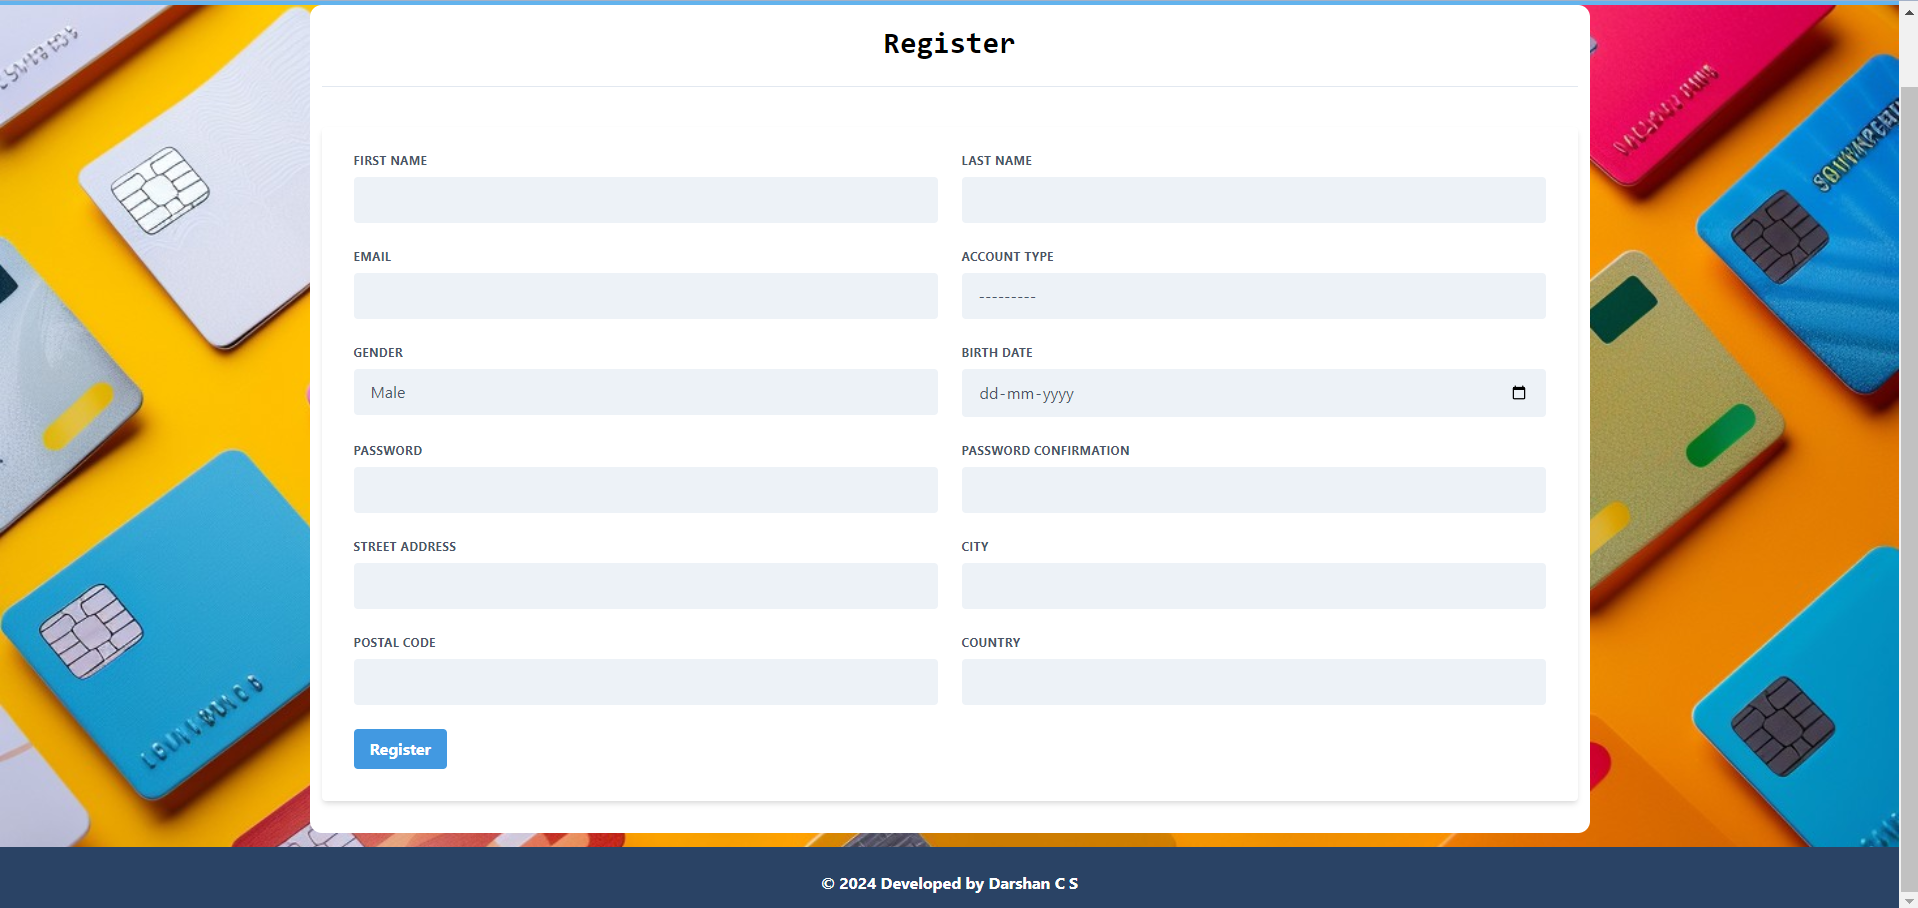 Register
FIRST NAME
LAST NAME
EMAIL
ACCOUNT TYPE
---------
GENDER
Male
BIRTH DATE
dd-mm-yyyy
PASSWORD
PASSWORD CONFIRMATION
STREET ADDRESS
CITY
POSTAL CODE
COUNTRY
Register
© 2024 Developed by Darshan C S